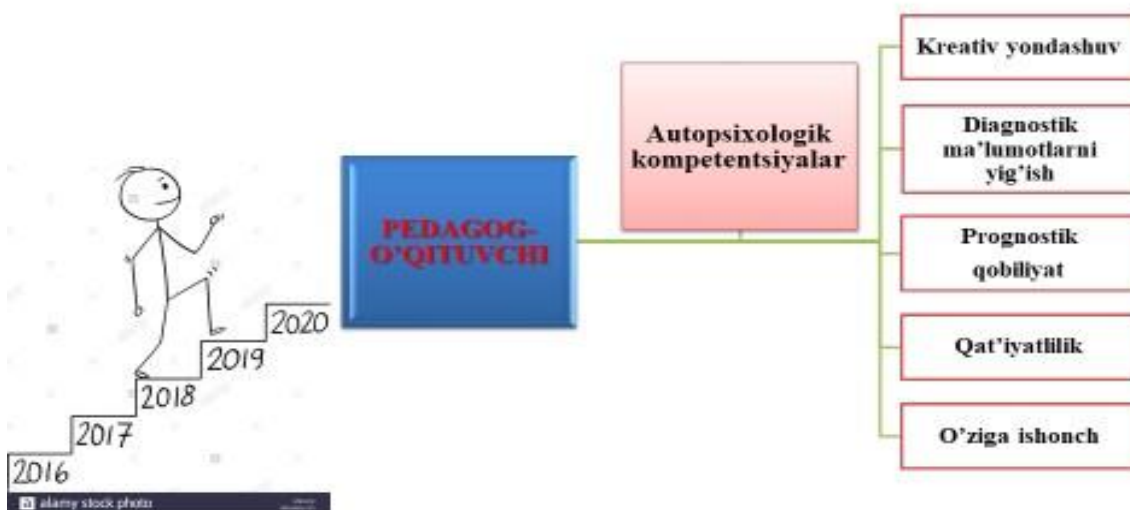 2016
2017
2018
2019
2020
a alamy stock photo
PEDAGOG-
O'QITUVCHI
Autopsixologik
kompetentsiyalar
Kreativ yondashuv
Diagnostik
ma'lumotlarni
yig'ish
Prognostik
qobiliyat
Qat'iyatlilik
O'ziga ishonch